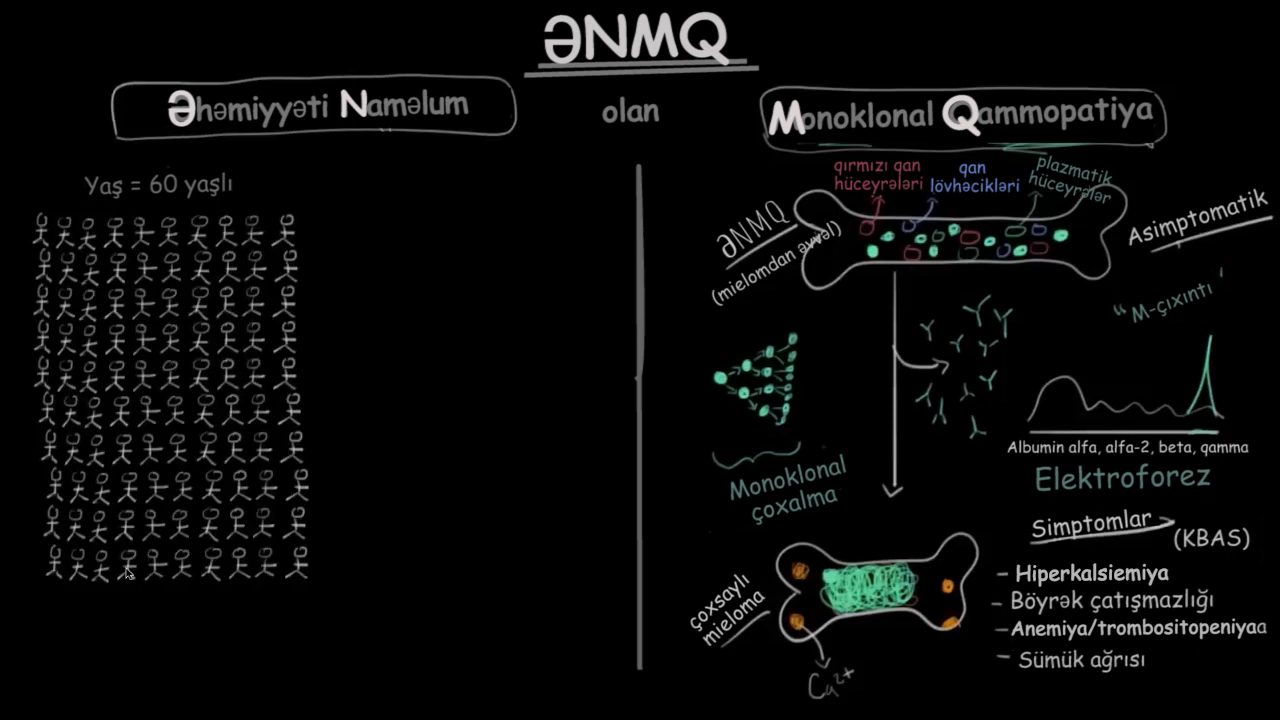 ƏNMQ
Əhəmiyyəti Naməlum
olan
Monoklonal Qammopatiya
Yaş = 60 yaşlı
qırmızı qan
hüceyrələri
qan
lövhəcikləri
plazmatik
hüceyrələr
ƏNMQ
(mielomdan əvvəl)
Asimptomatik
"M-çıxıntı"
Monoklonal
çoxalma
Albumin alfa, alfa-2, beta, qamma
Elektroforez
Simptomlar
(KBAS)
- Hiperkalsiemiya
- Böyrək çatışmazlığı
- Anemiya/trombositopeniyaa
- Sümük ağrısı
çoxsaylı
mieloma
Ca²⁺